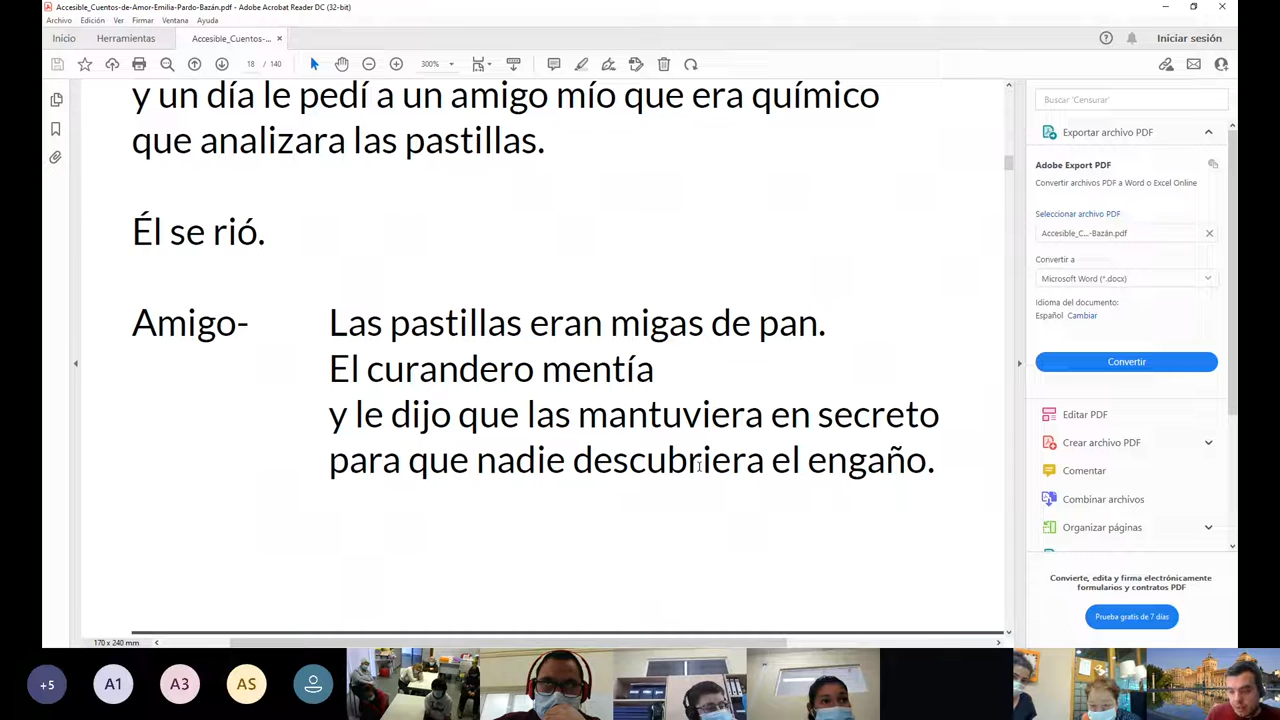 Accesible_Cuentos-de-Amor-Emilia-Pardo-Bazán.pdf - Adobe Acrobat Reader DC (32-bit)
Archivo Edición Ver Firmar Ventana Ayuda
Inicio Herramientas Accesible_Cuentos-... ×
Iniciar sesión
18 / 140
300%
y un día le pedí a un amigo mío que era químico
que analizara las pastillas.
Él se rió.
Amigo- Las pastillas eran migas de pan.
El curandero mentía
y le dijo que las mantuviera en secreto
para que nadie descubriera el engaño.
170 x 240 mm
Buscar 'Censurar'
Exportar archivo PDF
Adobe Export PDF
Convertir archivos PDF a Word o Excel Online
Seleccionar archivo PDF
Accesible_C...-Bazán.pdf
Convertir a
Microsoft Word (*.docx)
Idioma del documento:
Español Cambiar
Convertir
Editar PDF
Crear archivo PDF
Comentar
Combinar archivos
Organizar páginas
Convierte, edita y firma electrónicamente
formularios y contratos PDF
Prueba gratis de 7 días
+5 A1 A3 AS